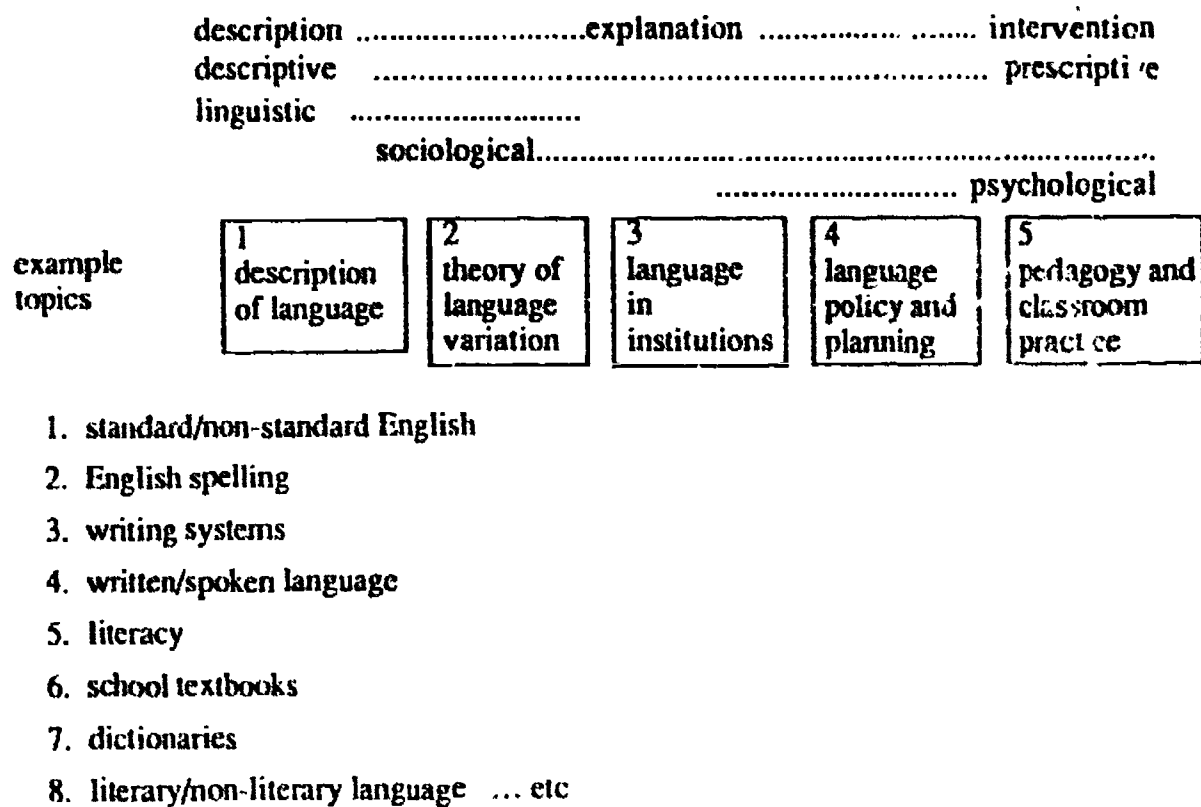 description ............................explanation ................. ........ intervention
descriptive ........................................................................... prescripti e
linguistic ............................
sociological...........................................................................
............................. psychological
example
topics
1
description
of language
2
theory of
language
variation
3
language
in
institutions
4
language
policy and
planning
5
pedagogy and
classroom
practice
1. standard/non-standard English
2. English spelling
3. writing systems
4. written/spoken language
5. literacy
6. school textbooks
7. dictionaries
8. literary/non-literary language ... etc